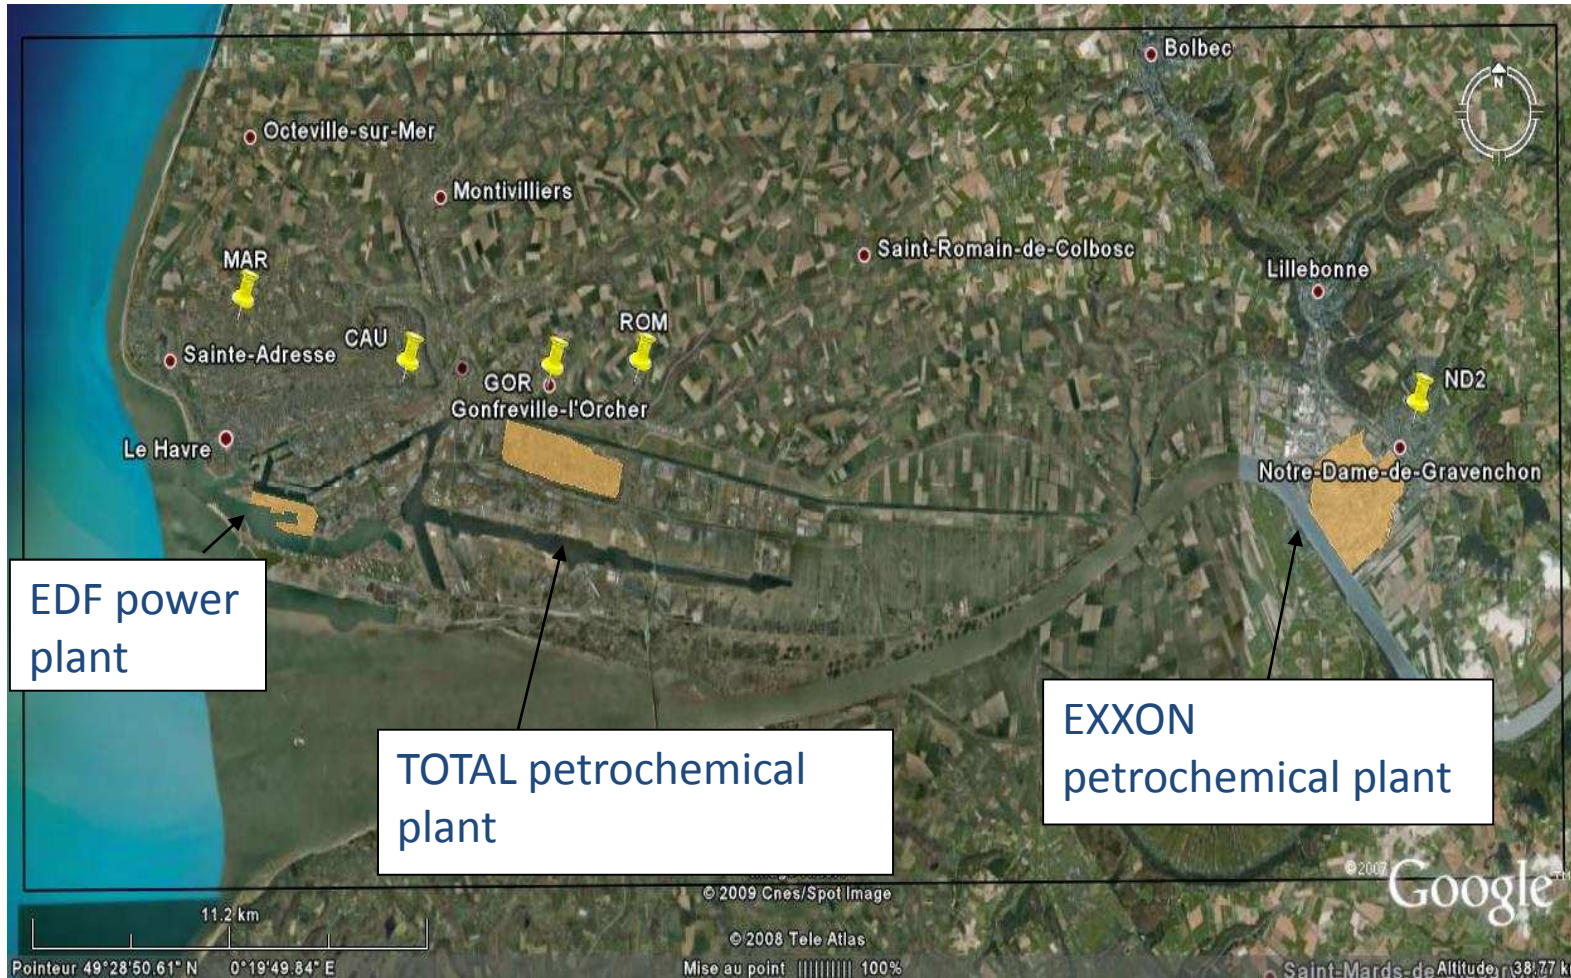 Bolbec
N
Octeville-sur-Mer
Montivilliers
Saint-Romain-de-Colbosc
MAR
Lillebonne
ROM
CAU
Sainte-Adresse
ND2
GOR
Gonfreville-l'Orcher
Le Havre
Notre-Dame-de-Gravenchon
EDF power
plant
TOTAL petrochemical
plant
EXXON
petrochemical plant
©2007 Google
© 2009 Cnes/Spot Image
11.2 km
© 2008 Tele Atlas
Pointeur 49°28'50.61" N 0°19'49.84" E
Mise au point |||||||||| 100%
Saint-Mards-de
Altitude 38.77 k